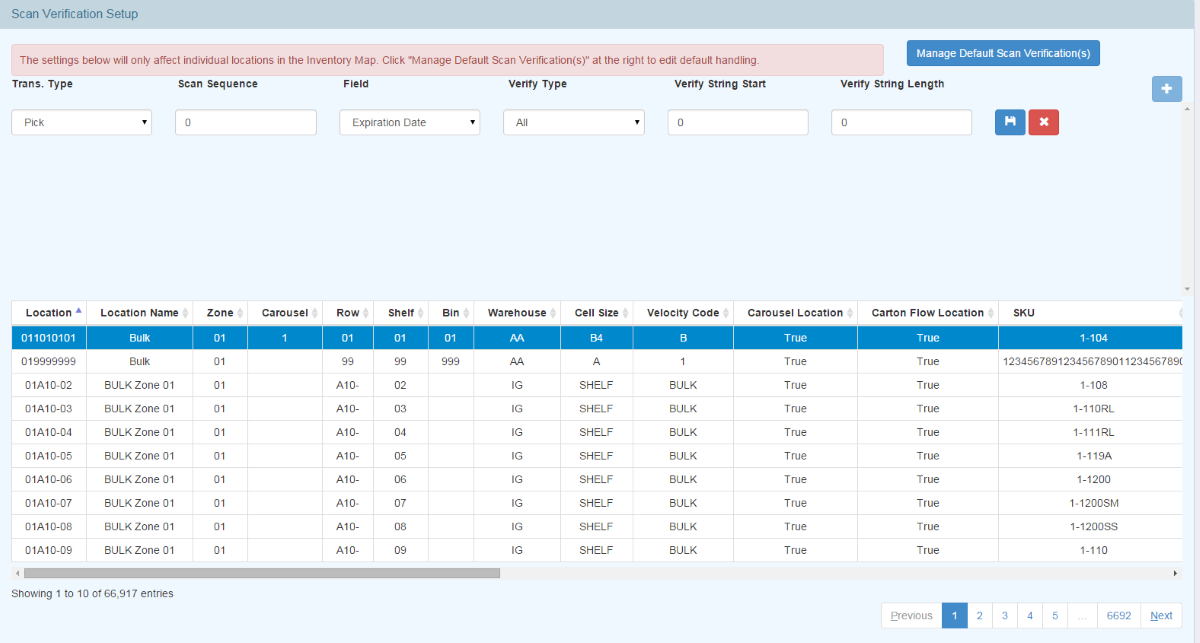 Scan Verification Setup
The settings below will only affect individual locations in the Inventory Map. Click "Manage Default Scan Verification(s)" at the right to edit default handling.
Manage Default Scan Verification(s)
Trans. Type Scan Sequence Field Verify Type Verify String Start Verify String Length
Pick 0 Expiration Date All 0 0
Location Location Name Zone Carousel Row Shelf Bin Warehouse Cell Size Velocity Code Carousel Location Carton Flow Location SKU
011010101 Bulk 01 1 01 01 01 AA B4 B True True 1-104
019999999 Bulk 01 99 99 999 AA A 1 True True 123456789123456789011234567890
01A10-02 BULK Zone 01 01 A10- 02 IG SHELF BULK True True 1-108
01A10-03 BULK Zone 01 01 A10- 03 IG SHELF BULK True True 1-110RL
01A10-04 BULK Zone 01 01 A10- 04 IG SHELF BULK True True 1-111RL
01A10-05 BULK Zone 01 01 A10- 05 IG SHELF BULK True True 1-119A
01A10-06 BULK Zone 01 01 A10- 06 IG SHELF BULK True True 1-1200
01A10-07 BULK Zone 01 01 A10- 07 IG SHELF BULK True True 1-1200SM
01A10-08 BULK Zone 01 01 A10- 08 IG SHELF BULK True True 1-1200SS
01A10-09 BULK Zone 01 01 A10- 09 IG SHELF BULK True True 1-110
Showing 1 to 10 of 66,917 entries
Previous 1 2 3 4 5 ... 6692 Next